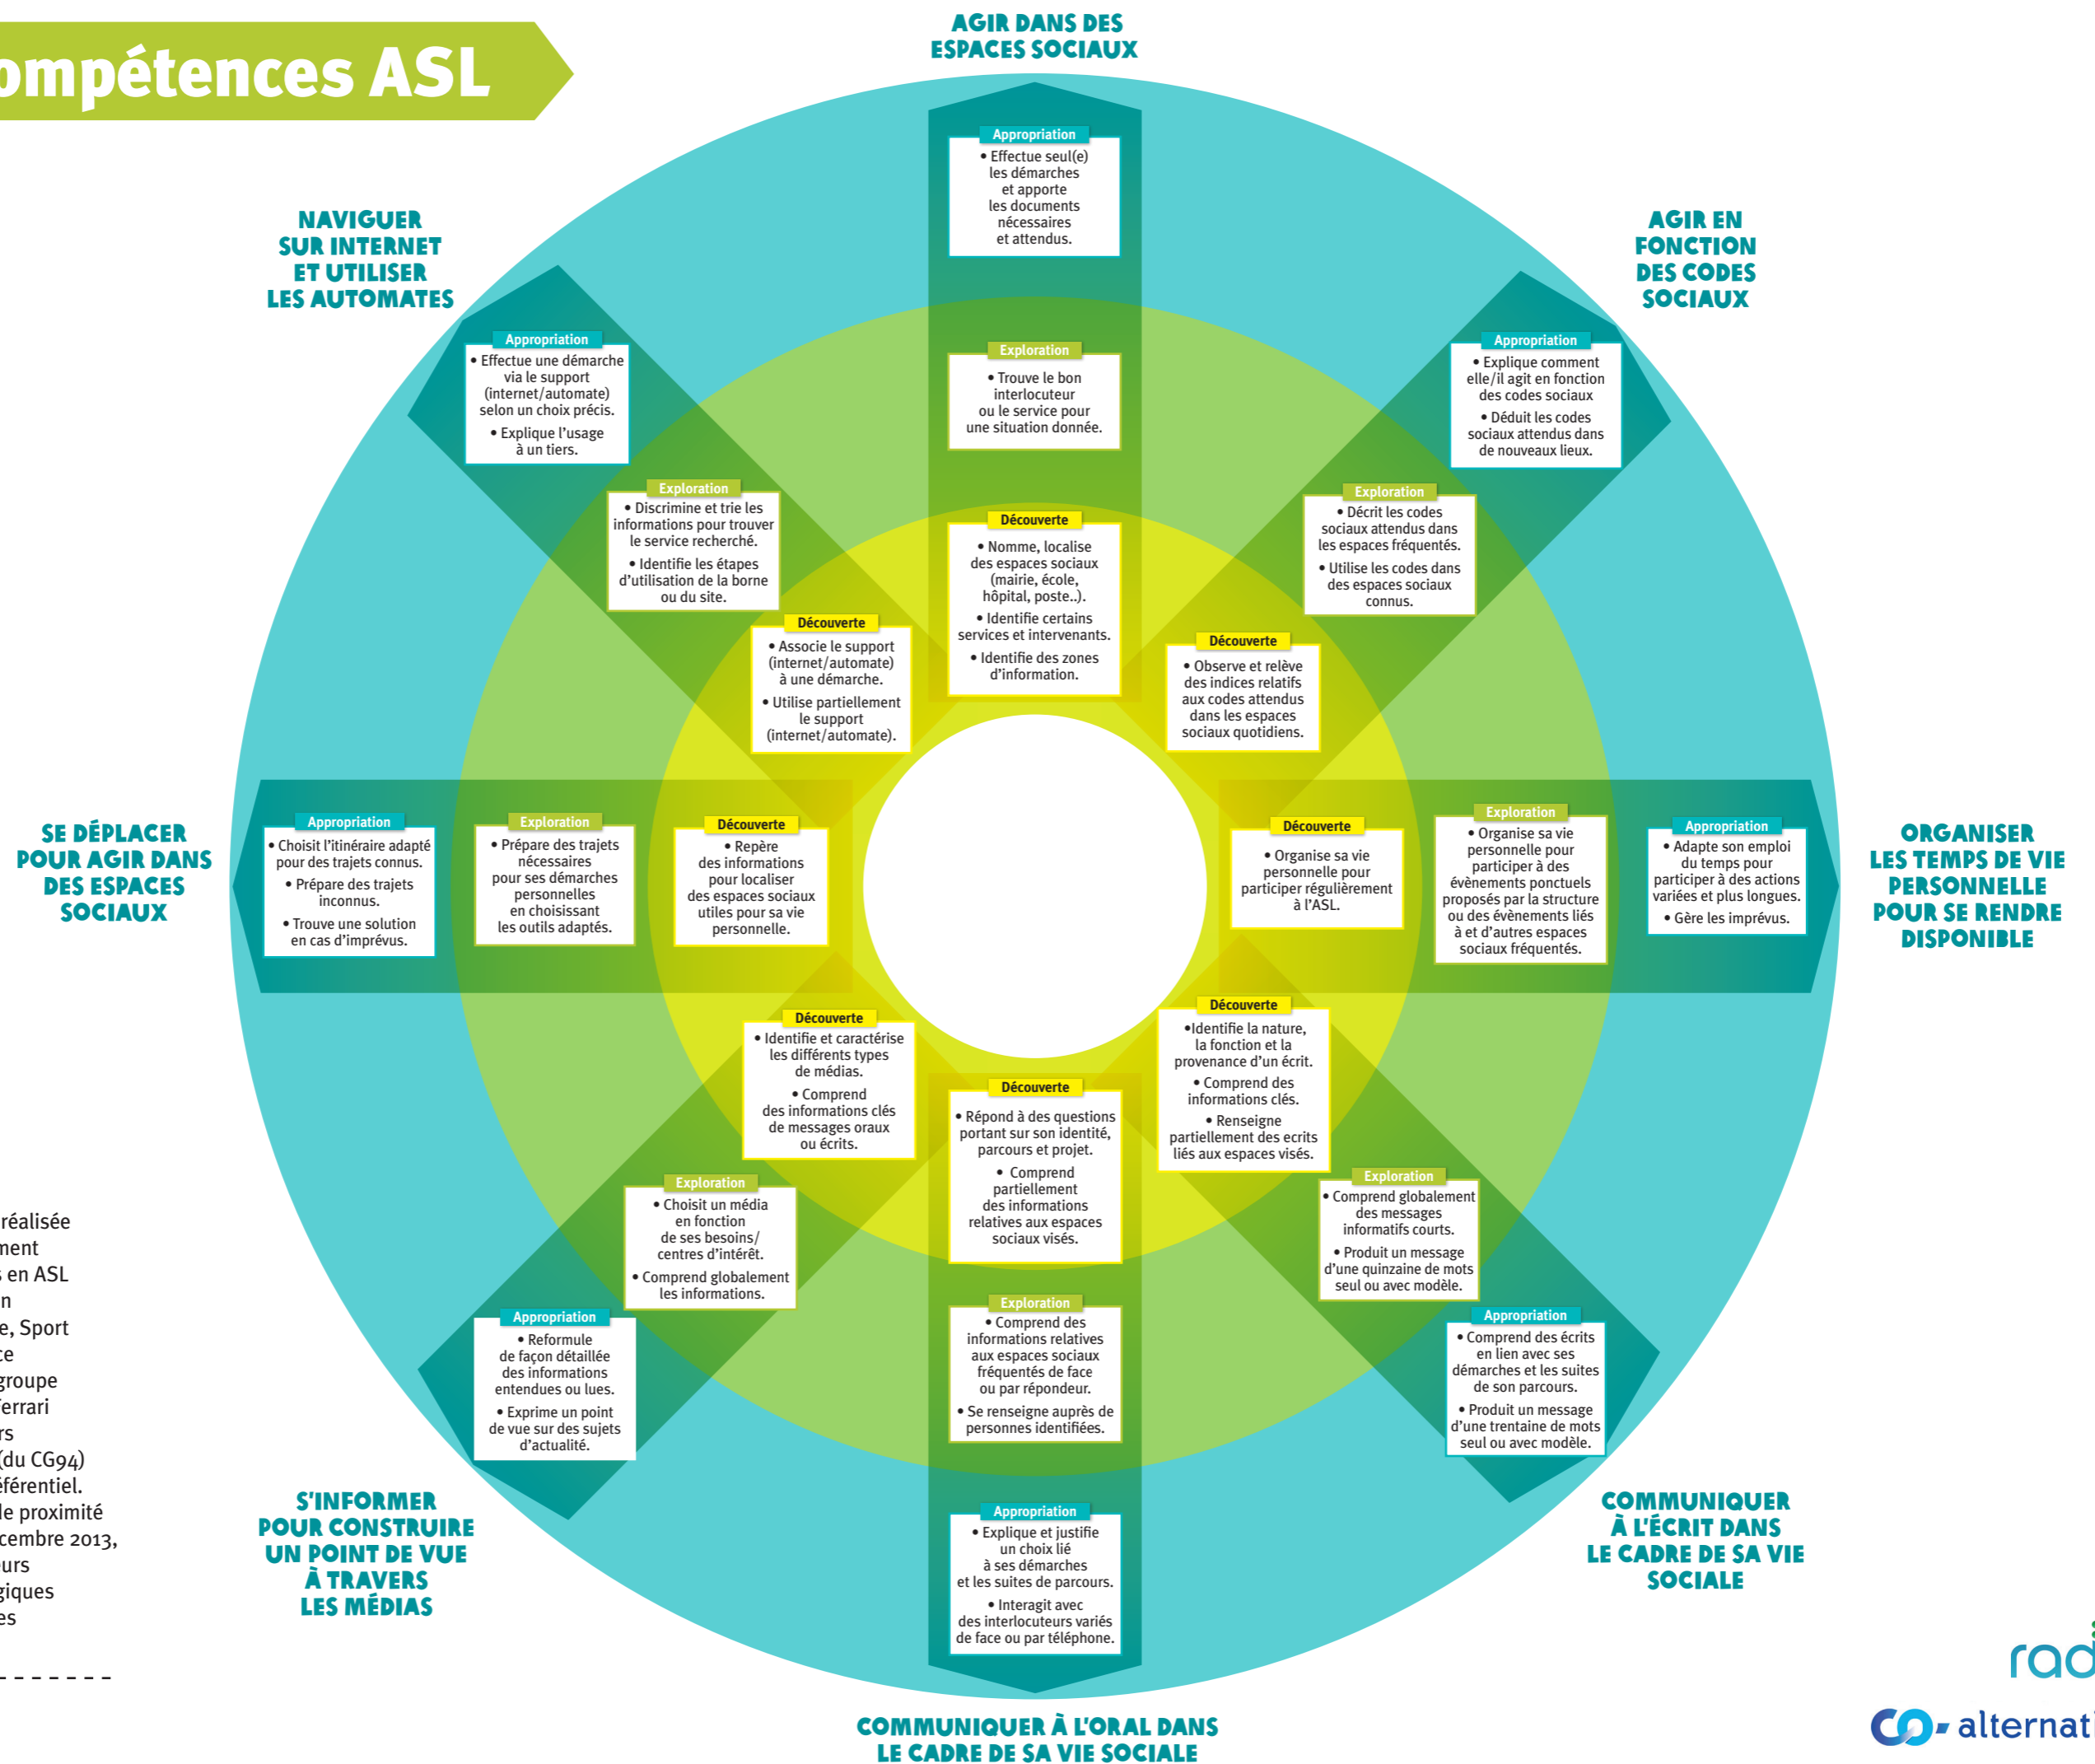 ompétences ASL
AGIR DANS DES
ESPACES SOCIAUX
Appropriation
• Effectue seul(e)
les démarches
et apporte
les documents
nécessaires
et attendus.
Exploration
• Trouve le bon
interlocuteur
ou le service pour
une situation donnée.
Découverte
• Nomme, localise
des espaces sociaux
(mairie, école,
hôpital, poste..).
• Identifie certains
services et intervenants.
• Identifie des zones
d'information.
AGIR EN
FONCTION
DES CODES
SOCIAUX
Appropriation
• Explique comment
elle/il agit en fonction
des codes sociaux
• Déduit les codes
sociaux attendus dans
de nouveaux lieux.
Exploration
• Décrit les codes
sociaux attendus dans
les espaces fréquentés.
• Utilise les codes dans
des espaces sociaux
connus.
Découverte
• Observe et relève
des indices relatifs
aux codes attendus
dans les espaces
sociaux quotidiens.
ORGANISER
LES TEMPS DE VIE
PERSONNELLE
POUR SE RENDRE
DISPONIBLE
Découverte
• Organise sa vie
personnelle pour
participer régulièrement
à l'ASL.
Exploration
• Organise sa vie
personnelle pour
participer à des
évènements ponctuels
proposés par la structure
ou des évènements liés
à et d'autres espaces
sociaux fréquentés.
Appropriation
• Adapte son emploi
du temps pour
participer à des actions
variées et plus longues.
• Gère les imprévus.
Découverte
•Identifie la nature,
la fonction et la
provenance d'un écrit.
• Comprend des
informations clés.
• Renseigne
partiellement des ecrits
liés aux espaces visés.
Exploration
• Comprend globalement
des messages
informatifs courts.
• Produit un message
d'une quinzaine de mots
seul ou avec modèle.
Appropriation
• Comprend des écrits
en lien avec ses
démarches et les suites
de son parcours.
• Produit un message
d'une trentaine de mots
seul ou avec modèle.
COMMUNIQUER
À L'ÉCRIT DANS
LE CADRE DE SA VIE
SOCIALE
Découverte
• Répond à des questions
portant sur son identité,
parcours et projet.
• Comprend
partiellement
des informations
relatives aux espaces
sociaux visés.
Exploration
• Comprend des
informations relatives
aux espaces sociaux
fréquentés de face
ou par répondeur.
• Se renseigne auprès de
personnes identifiées.
Appropriation
• Explique et justifie
un choix lié
à ses démarches
et les suites de parcours.
• Interagit avec
des interlocuteurs variés
de face ou par téléphone.
COMMUNIQUER À L'ORAL DANS
LE CADRE DE SA VIE SOCIALE
Découverte
• Identifie et caractérise
les différents types
de médias.
• Comprend
des informations clés
de messages oraux
ou écrits.
Exploration
• Choisit un média
en fonction
de ses besoins/
centres d'intérêt.
• Comprend globalement
les informations.
Appropriation
• Reformule
de façon détaillée
des informations
entendues ou lues.
• Exprime un point
de vue sur des sujets
d'actualité.
S'INFORMER
POUR CONSTRUIRE
UN POINT DE VUE
À TRAVERS
LES MÉDIAS
SE DÉPLACER
POUR AGIR DANS
DES ESPACES
SOCIAUX
Appropriation
• Choisit l'itinéraire adapté
pour des trajets connus.
• Prépare des trajets
inconnus.
• Trouve une solution
en cas d'imprévus.
Exploration
• Prépare des trajets
nécessaires
pour ses démarches
personnelles
en choisissant
les outils adaptés.
Découverte
• Repère
des informations
pour localiser
des espaces sociaux
utiles pour sa vie
personnelle.
NAVIGUER
SUR INTERNET
ET UTILISER
LES AUTOMATES
Appropriation
• Effectue une démarche
via le support
(internet/automate)
selon un choix précis.
• Explique l'usage
à un tiers.
Exploration
• Discrimine et trie les
informations pour trouver
le service recherché.
• Identifie les étapes
d'utilisation de la borne
ou du site.
Découverte
• Associe le support
(internet/automate)
à une démarche.
• Utilise partiellement
le support
(internet/automate).
réalisée
ment
s en ASL
n
e, Sport
ce
groupe
Ferrari
rs
(du CG94)
éférentiel.
de proximité
cembre 2013,
eurs
giques
es
rad
CO-alternati